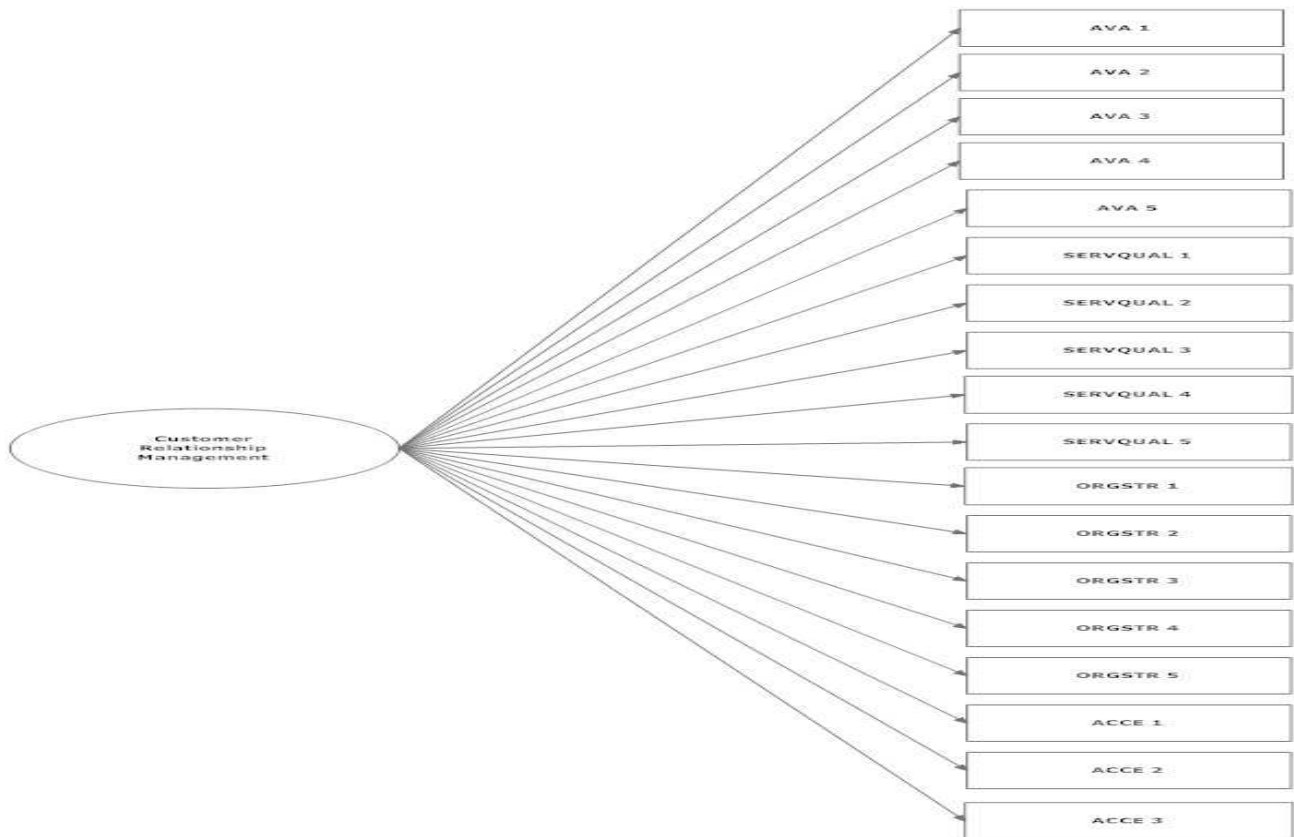 AVA 1
AVA 2
AVA 3
AVA 4
AVA 5
SERVQUAL 1
SERVQUAL 2
SERVQUAL 3
SERVQUAL 4
Customer
Relationship
Management
SERVQUAL 5
ORGSTR 1
ORGSTR 2
ORGSTR 3
ORGSTR 4
ORGSTR 5
ACCE 1
ACCE 2
ACCE 3